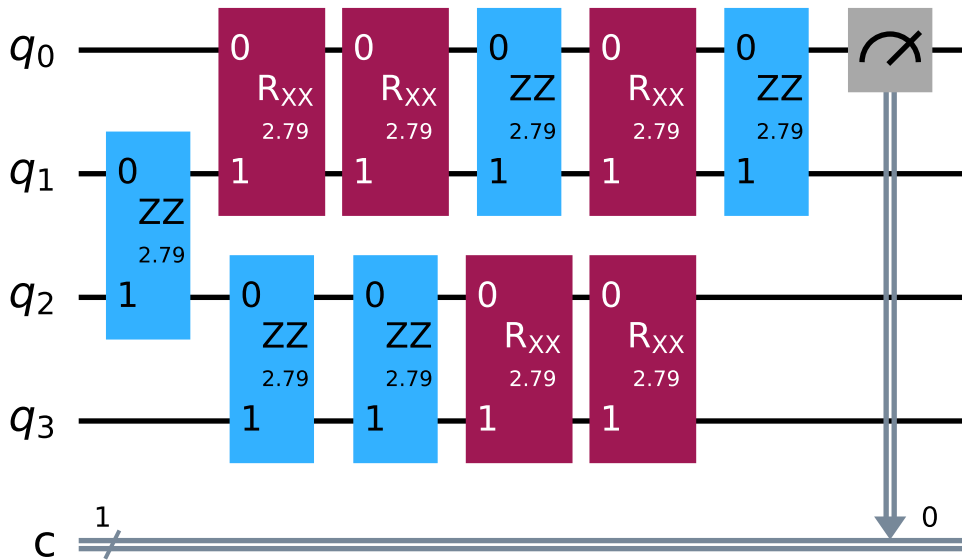 q0 0 0 0 0 0
RXX RXX ZZ RXX ZZ
2.79 2.79 2.79 2.79 2.79
q1 0 1 1 1 1 1
ZZ
2.79
q2 1 0 0 0 0
ZZ ZZ RXX RXX
2.79 2.79 2.79 2.79
q3 1 1 1 1
1 0
c